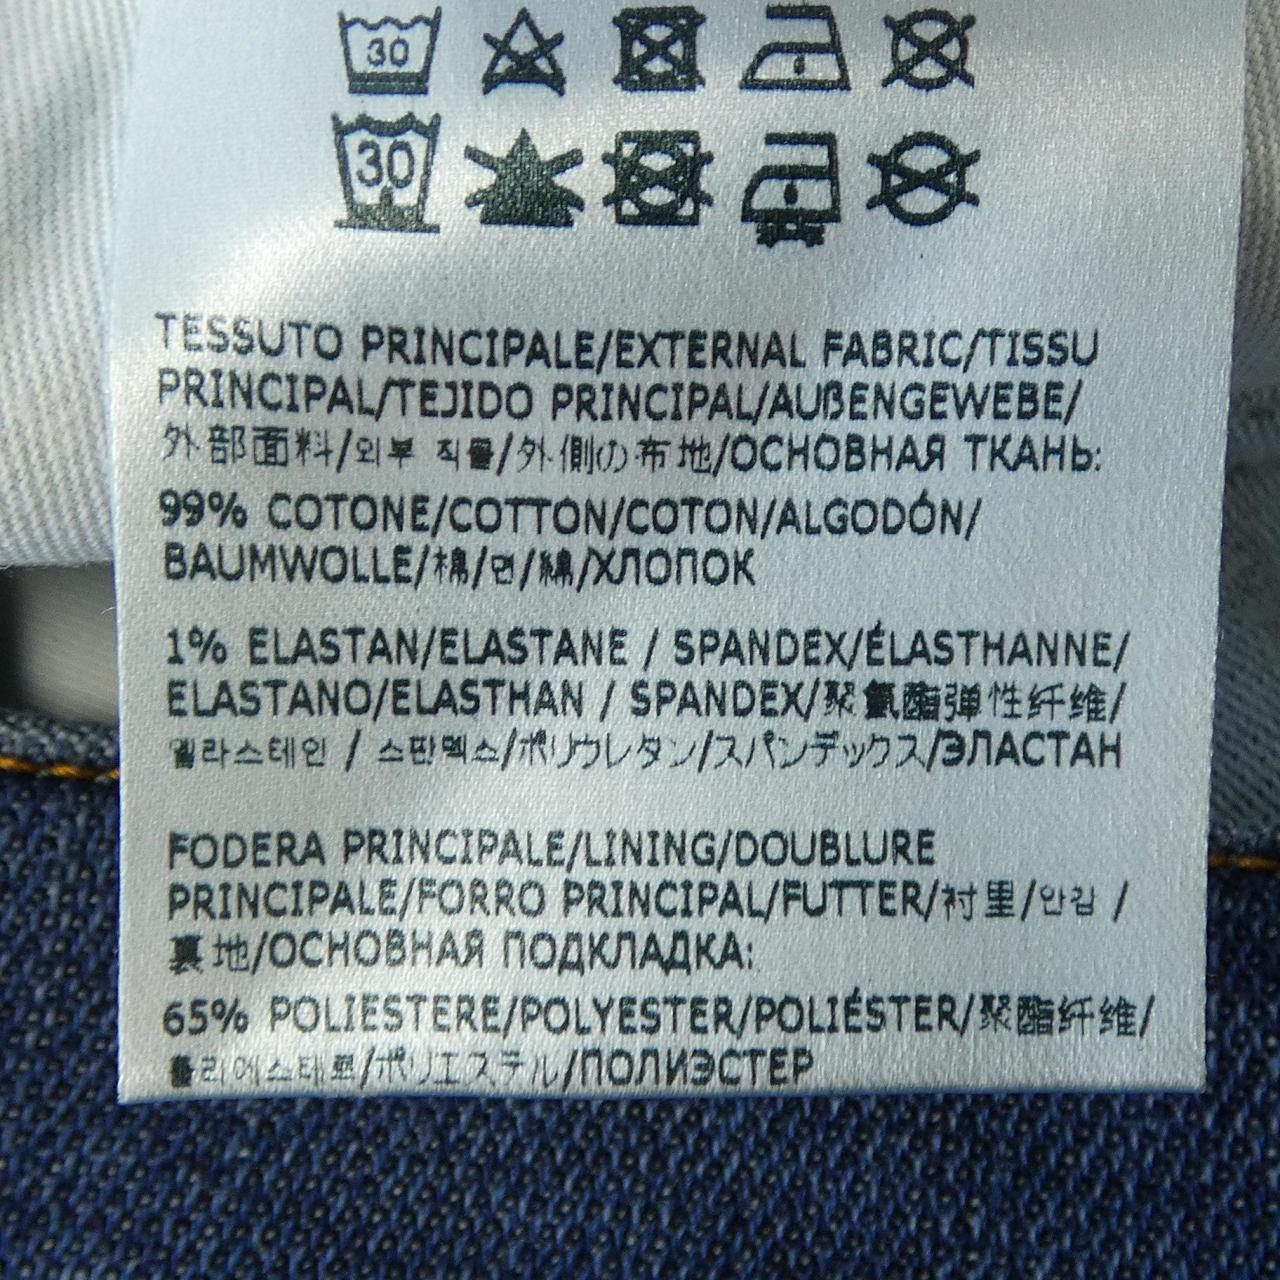 30
30
TESSUTO PRINCIPALE/EXTERNAL FABRIC/TISSU
PRINCIPAL/TEJIDO PRINCIPAL/AUßENGEWEBE/
外部面料/외부 직물/外側の布地/ОСНОВНАЯ ТКАНЬ:
99% COTONE/COTTON/COTON/ALGODÓN/
BAUMWOLLE/棉/면/綿/ХЛОПОК
1% ELASTAN/ELASTANE / SPANDEX/ÉLASTHANNE/
ELASTANO/ELASTHAN / SPANDEX/聚氨酯弹性纤维/
엘라스테인 / 스판덱스/ポリウレタン/スパンデックス/ЭЛАСТАН
FODERA PRINCIPALE/LINING/DOUBLURE
PRINCIPALE/FORRO PRINCIPAL/FUTTER/衬里/안감 /
裏地/ОСНОВНАЯ ПОДКЛАДКА:
65% POLIESTERE/POLYESTER/POLIÉSTER/聚酯纤维/
폴리에스테르/ポリエステル/ПОЛИЭСТЕР